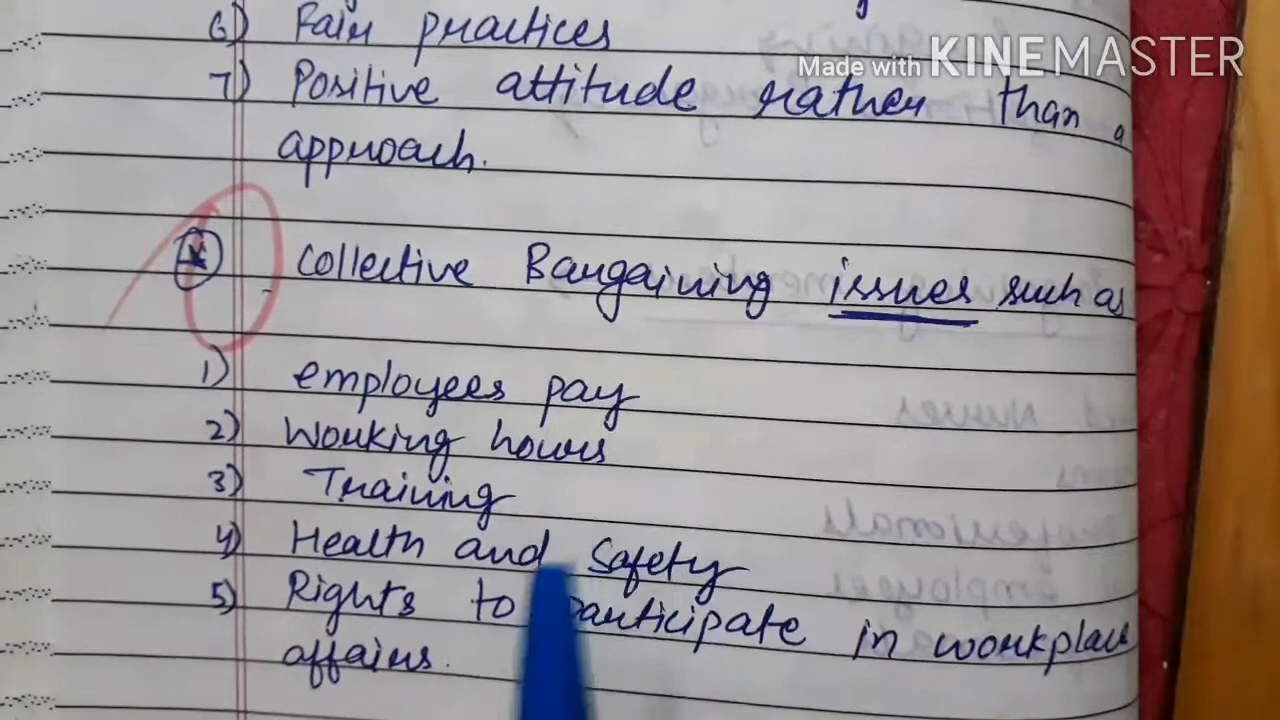 6) Fair practices
Made with KINEMASTER
7) Positive attitude rather than a
approach.
Collective Bargaining issues such as
1) employees pay
2) Working hours
3) Training
4) Health and Safety
5) Rights to participate in workplace
affairs.